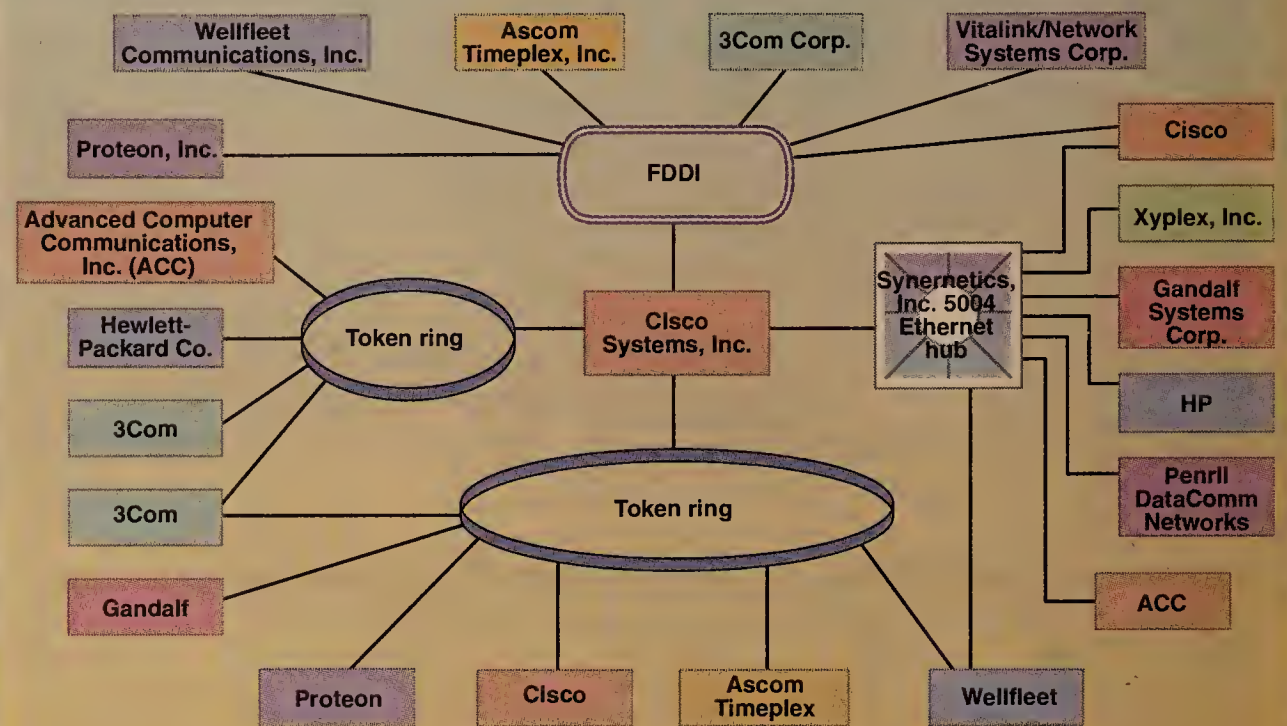 Wellfleet
Communications, Inc.
Ascom
Timeplex, Inc.
3Com Corp.
Vitalink/Network
Systems Corp.
Proteon, Inc.
FDDI
Cisco
Advanced Computer
Communications,
Inc. (ACC)
Xyplex, Inc.
Hewlett-
Packard Co.
Token ring
Cisco
Systems, Inc.
Synernetics,
Inc. 5004
Ethernet
hub
Gandalf
Systems
Corp.
3Com
HP
3Com
Token ring
Penril
DataComm
Networks
Gandalf
ACC
Proteon
Cisco
Ascom
Timeplex
Wellfleet